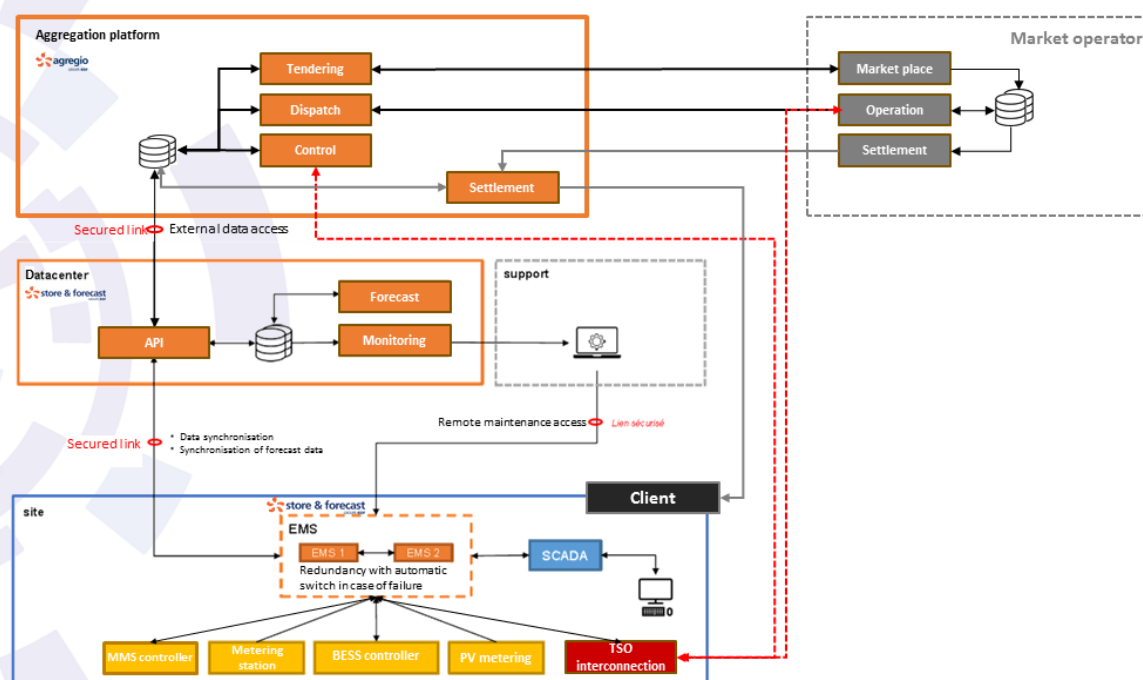 Aggregation platform
agregio
Tendering
Dispatch
Control
Settlement
Market operator
Market place
Operation
Settlement
Secured link
External data access
Datacenter
store & forecast
Forecast
API
Monitoring
support
Remote maintenance access
Lien sécurisé
Secured link
* Data synchronisation
* Synchronisation of forecast data
Client
site
store & forecast
EMS
EMS 1
EMS 2
Redundancy with automatic
switch in case of failure
SCADA
MMS controller
Metering
station
BESS controller
PV metering
TSO
interconnection